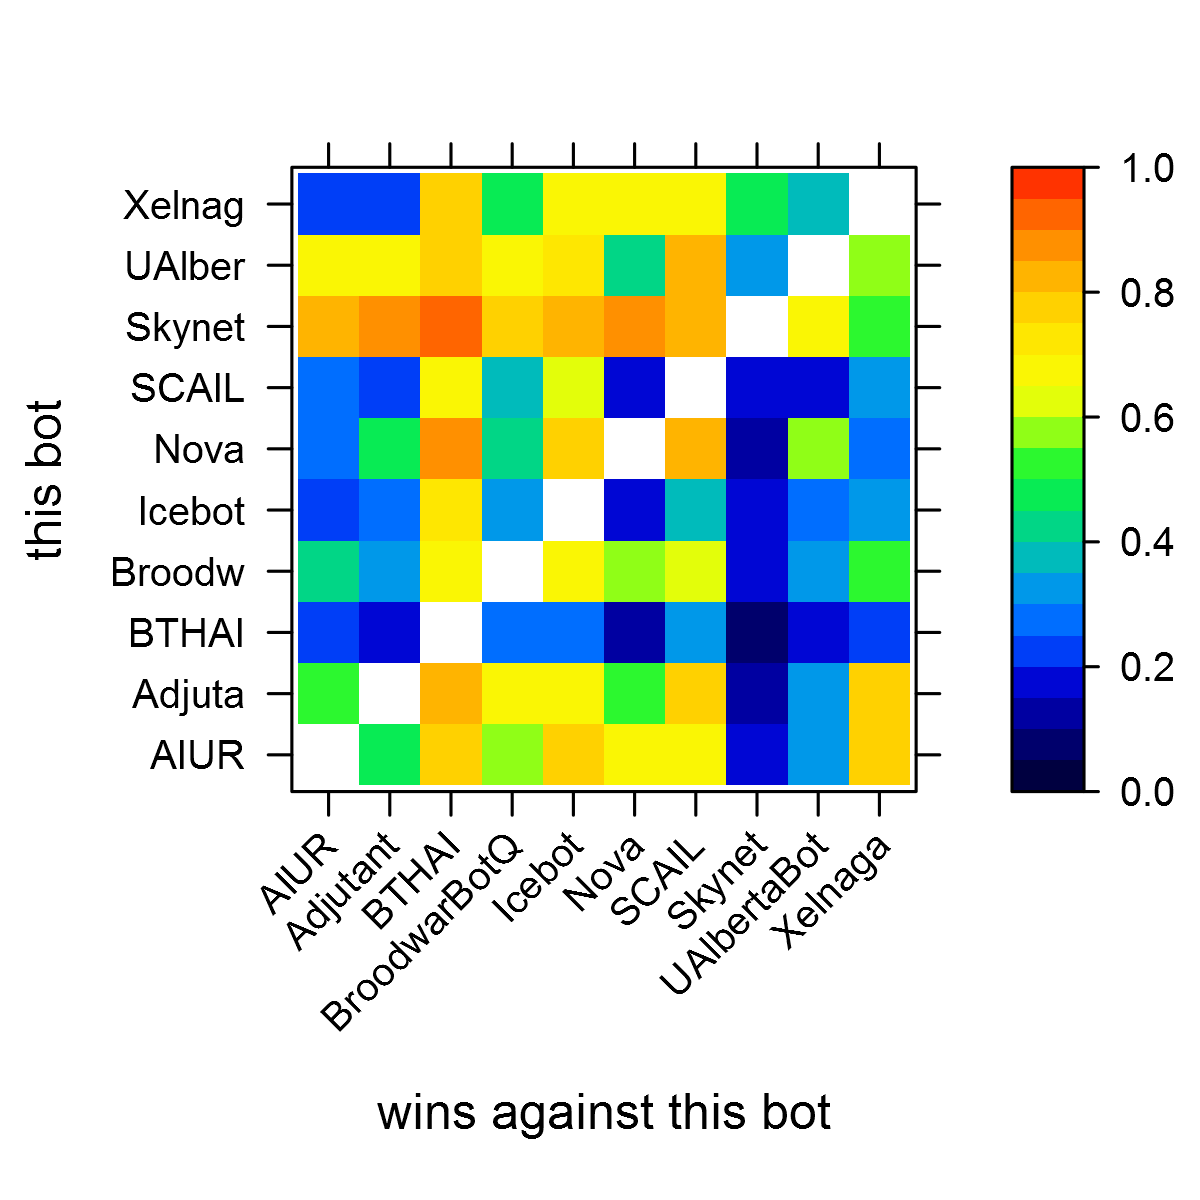 Xelnag
UAlber
Skynet
SCAIL
Nova
Icebot
Broodw
BTHAI
Adjuta
AIUR
this bot
AIUR
Adjutant
BTHAI
BroodwarBotQ
Icebot
Nova
SCAIL
Skynet
UAlbertaBot
Xelnaga
wins against this bot
1.0
0.8
0.6
0.4
0.2
0.0